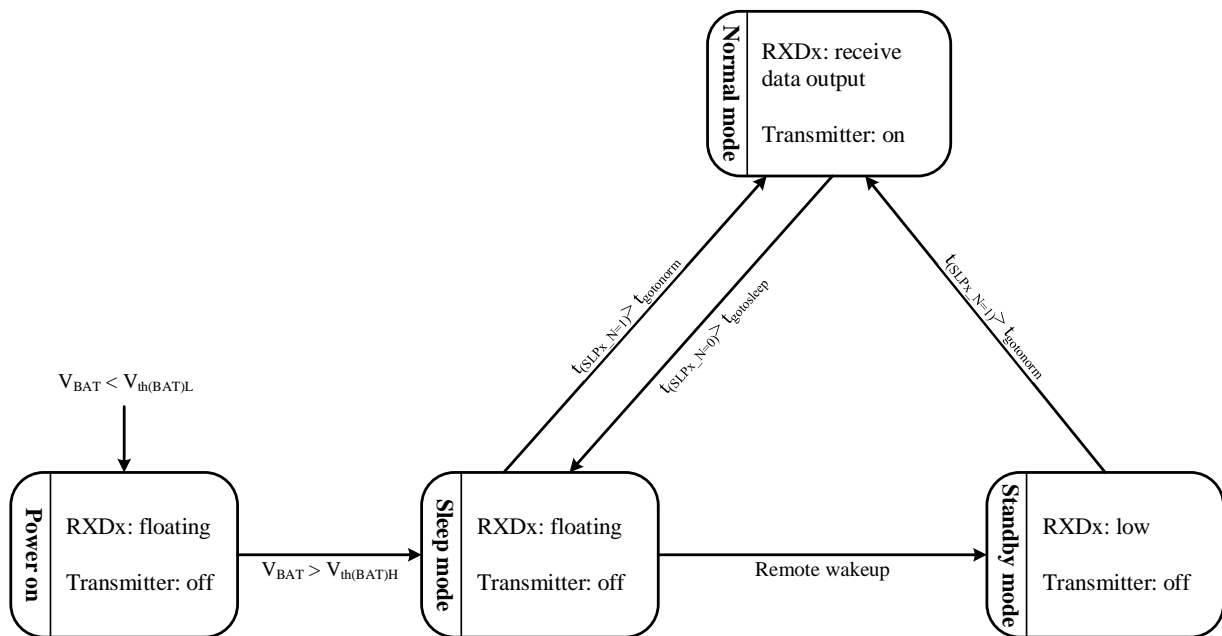 Normal mode
RXDx: receive
data output
Transmitter: on
t(SLPx_N=1)> tgotonorm
t(SLPx_N=0)> tgotosleep
t(SLPx_N=1)> tgotonorm
VBAT < Vth(BAT)L
Power on
RXDx: floating
Transmitter: off
VBAT > Vth(BAT)H
Sleep mode
RXDx: floating
Transmitter: off
Remote wakeup
Standby mode
RXDx: low
Transmitter: off